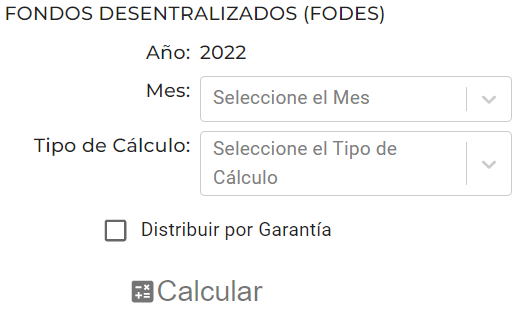 FONDOS DESENTRALIZADOS (FODES)
Año: 2022
Mes: Seleccione el Mes
Tipo de Cálculo: Seleccione el Tipo de
Cálculo
Distribuir por Garantía
Calcular